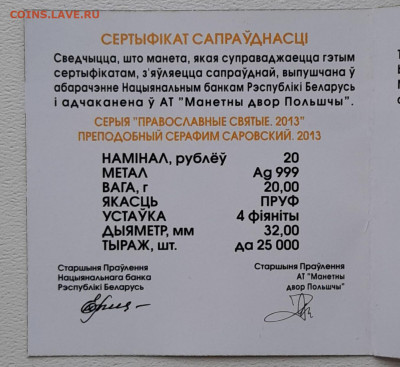 COINS.LAVE.RU
СЕРТЫФІКАТ САПРАЎДНАСЦІ
Сведчыцца, што манета, якая суправаджаецца гэтым
сертыфікатам, з'яўляецца сапраўднай, выпушчана ў
абарачэнне Нацыянальным банкам Рэспублікі Беларусь
і адчаканена ў АТ "Манетны двор Польшчы".
СЕРЫЯ "ПРАВОСЛАВНЫЕ СВЯТЫЕ. 2013"
ПРЕПОДОБНЫЙ СЕРАФИМ САРОВСКИЙ. 2013
НАМІНАЛ, рублёў 20
МЕТАЛ Ag 999
ВАГА, г 20,00
ЯКАСЦЬ ПРУФ
УСТАЎКА 4 фіяніты
ДЫЯМЕТР, мм 32,00
ТЫРАЖ, шт. да 25 000
Старшыня Праўлення
Нацыянальнага банка
Рэспублікі Беларусь
Старшыня Праўлення
АТ "Манетны
двор Польшчы"